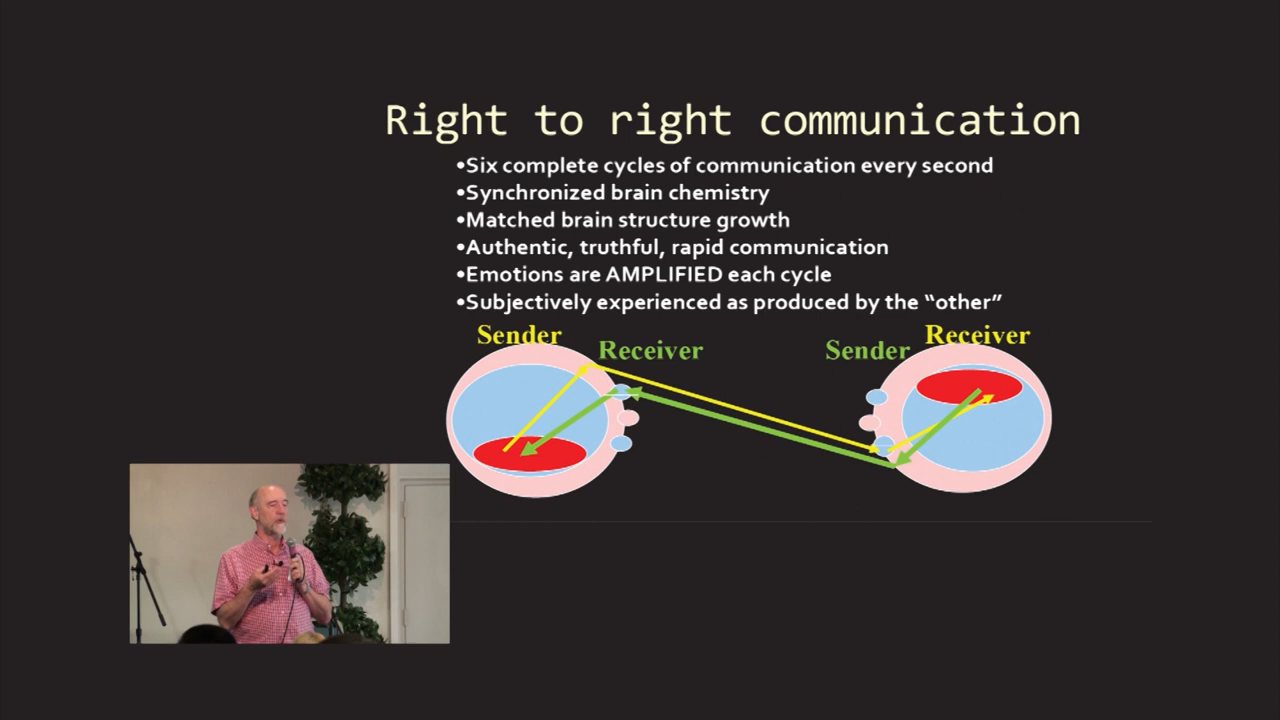 Right to right communication
•Six complete cycles of communication every second
•Synchronized brain chemistry
•Matched brain structure growth
•Authentic, truthful, rapid communication
•Emotions are AMPLIFIED each cycle
•Subjectively experienced as produced by the “other”
Sender
Receiver
Sender
Receiver